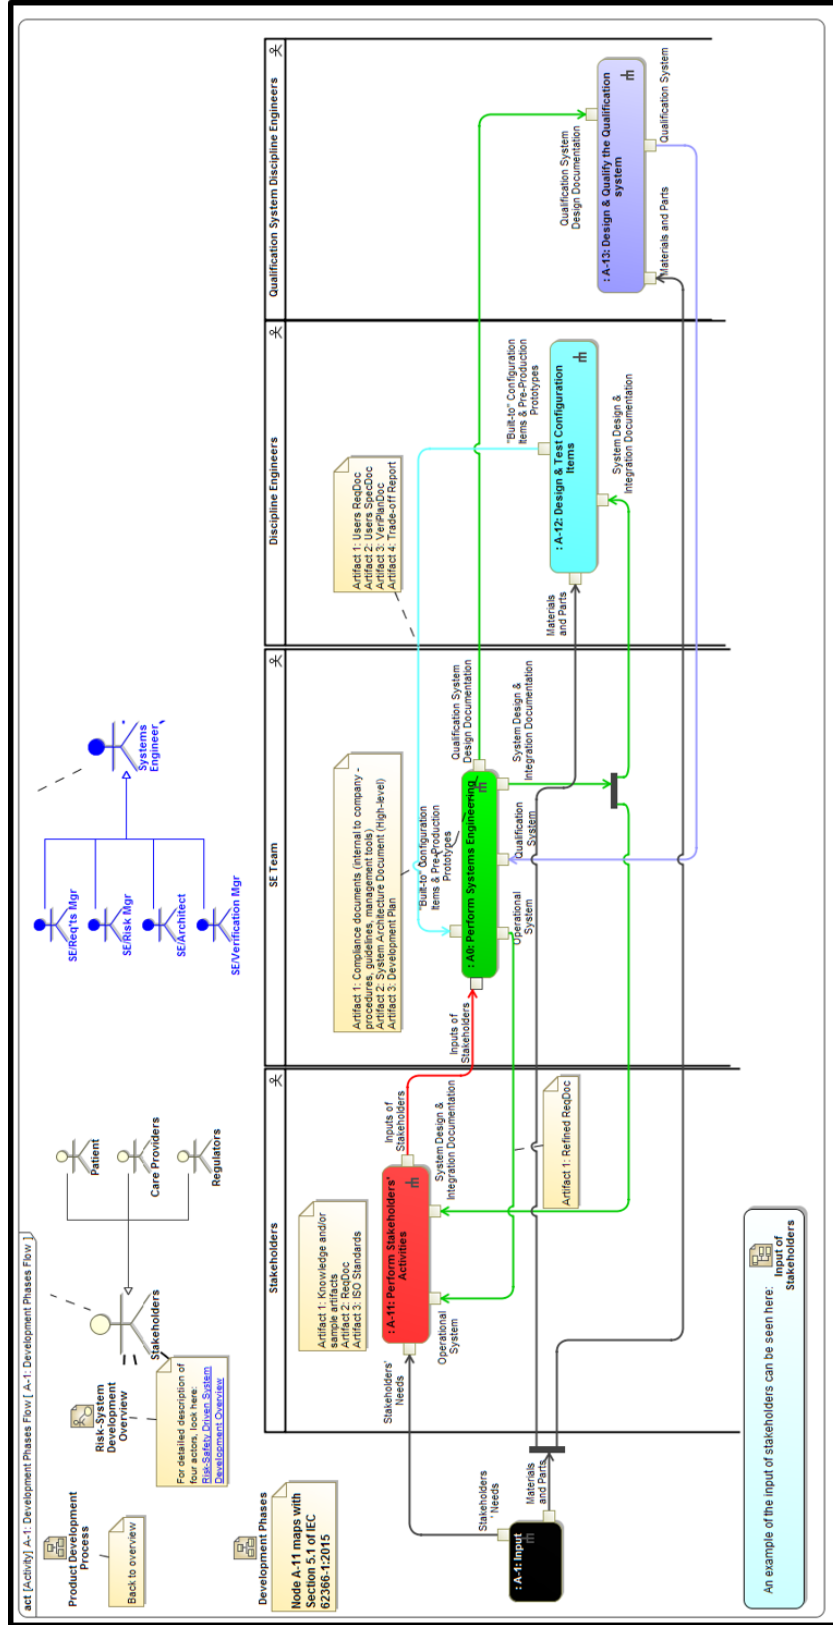 act [Activity] A-1: Development Phases Flow [ A-1: Development Phases Flow ]
Product Development
Process
Back to overview
Risk-System
Development
Overview
For detailed description of
four actors, look here:
Risk-Safety Driven System
Development Overview
Stakeholders
Patient
Care Providers
Regulators
SE/Req'ts Mgr
SE/Risk Mgr
SE/Architect
SE/Verification Mgr
Systems
Engineer
Development Phases
Node A-11 maps with
Section 5.1 of IEC
62366-1:2015
Stakeholders
SE Team
Discipline Engineers
Qualification System Discipline Engineers
Artifact 1: Knowledge and/or
sample artifacts
Artifact 2: ReqDoc
Artifact 3: ISO Standards
Artifact 1: Compliance documents (internal to company -
procedures, guidelines, management tools)
Artifact 2: System Architecture Document (High-level)
Artifact 3: Development Plan
Artifact 1: Users ReqDoc
Artifact 2: Users SpecDoc
Artifact 3: VeriPlanDoc
Artifact 4: Trade-off Report
: A-1: Input
Stakeholders
' Needs
Materials
and Parts
Stakeholders'
Needs
: A-11: Perform Stakeholders'
Activities
Inputs of
Stakeholders
Operational
System
System Design &
Integration Documentation
Inputs of
Stakeholders
: A0: Perform Systems Engineering
"Built-to" Configuration
Items & Pre-Production
Prototypes
Qualification System
Design Documentation
Operational
System
Qualification
System
System Design &
Integration Documentation
Artifact 1: Refined ReqDoc
Materials
and Parts
: A-12: Design & Test Configuration
Items
"Built-to" Configuration
Items & Pre-Production
Prototypes
System Design &
Integration Documentation
Qualification System
Design Documentation
: A-13: Design & Qualify the Qualification
system
Materials and Parts
Qualification System
An example of the input of stakeholders can be seen here:
Input of
Stakeholders